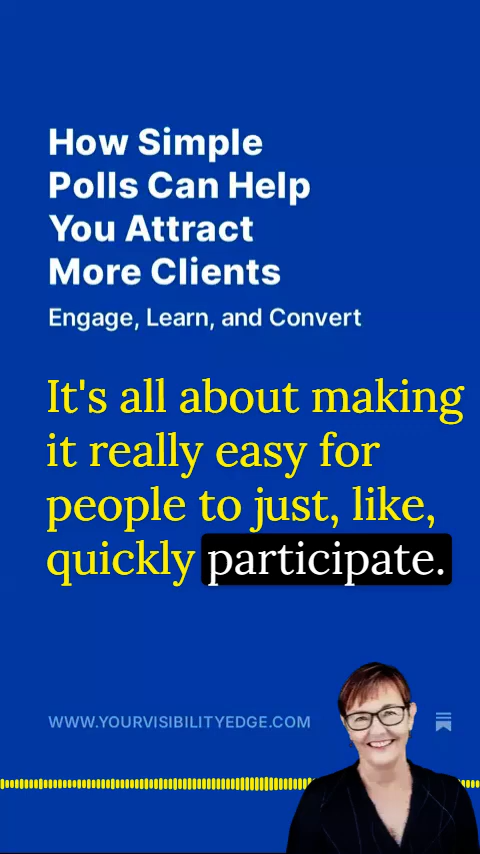 How Simple
Polls Can Help
You Attract
More Clients
Engage, Learn, and Convert
It's all about making
it really easy for
people to just, like,
quickly participate.
WWW.YOURVISIBILITYEDGE.COM